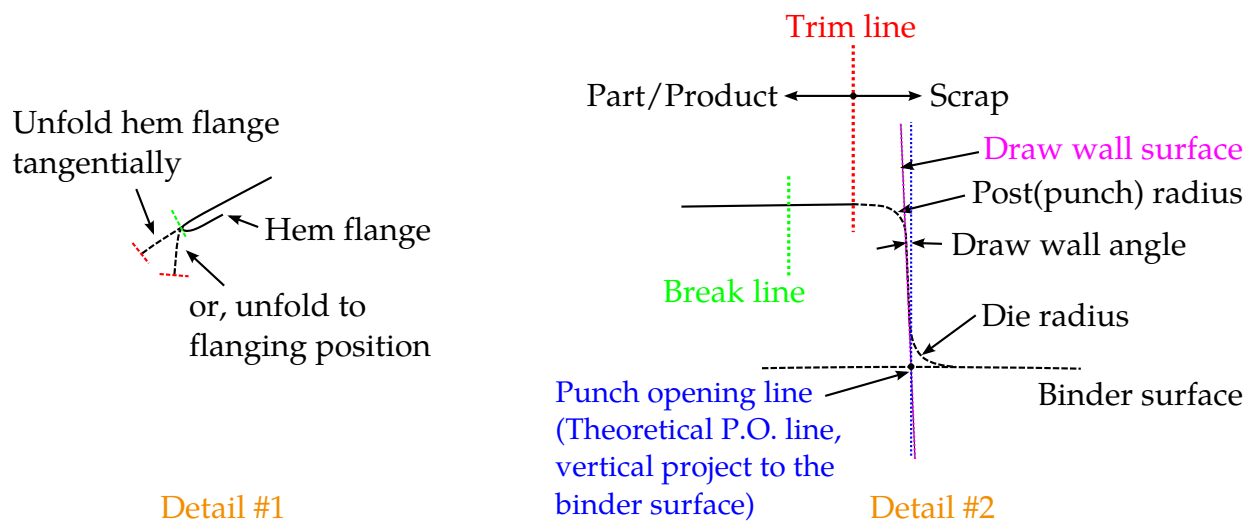 Unfold hem flange
tangentially
Hem flange
or, unfold to
flanging position
Detail #1
Trim line
Part/Product
Scrap
Draw wall surface
Post(punch) radius
Draw wall angle
Break line
Die radius
Binder surface
Punch opening line
(Theoretical P.O. line,
vertical project to the
binder surface)
Detail #2